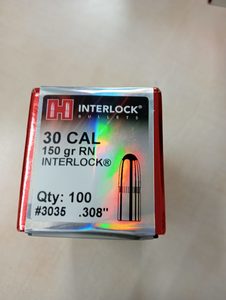 H INTERLOCK®
BULLETS
30 CAL
150 gr RN
INTERLOCK®
Qty: 100
#3035 .308"